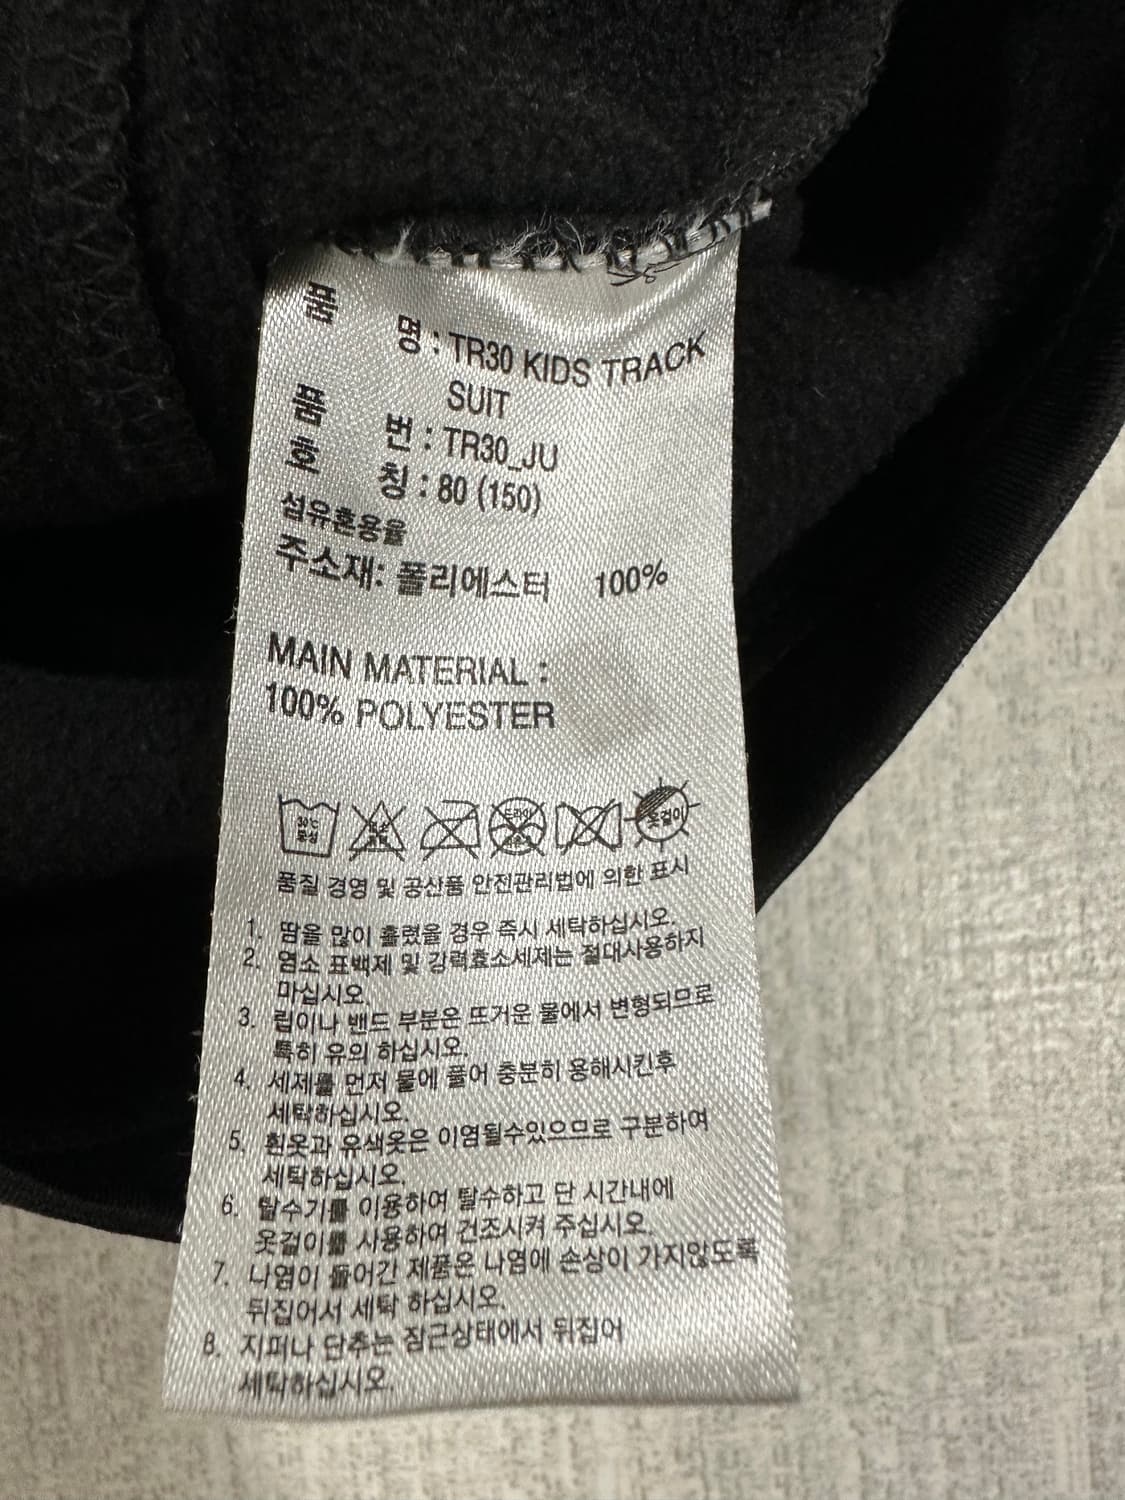 품 명 : TR30 KIDS TRACK
SUIT
품 번 : TR30_JU
호 칭 : 80 (150)
섬유혼용율
주소재: 폴리에스터 100%
MAIN MATERIAL :
100% POLYESTER
30℃
중성
옷걸이
품질 경영 및 공산품 안전관리법에 의한 표시
1. 땀을 많이 흘렸을 경우 즉시 세탁하십시오.
2. 염소 표백제 및 강력효소세제는 절대사용하지
마십시오.
3. 립이나 밴드 부분은 뜨거운 물에서 변형되므로
특히 유의 하십시오.
4. 세제를 먼저 물에 풀어 충분히 용해시킨후
세탁하십시오.
5. 흰옷과 유색옷은 이염될수있으므로 구분하여
세탁하십시오.
6. 탈수기를 이용하여 탈수하고 단 시간내에
옷걸이를 사용하여 건조시켜 주십시오.
7. 나염이 들어간 제품은 나염에 손상이 가지않도록
뒤집어서 세탁 하십시오.
8. 지퍼나 단추는 잠근상태에서 뒤집어
세탁하십시오.